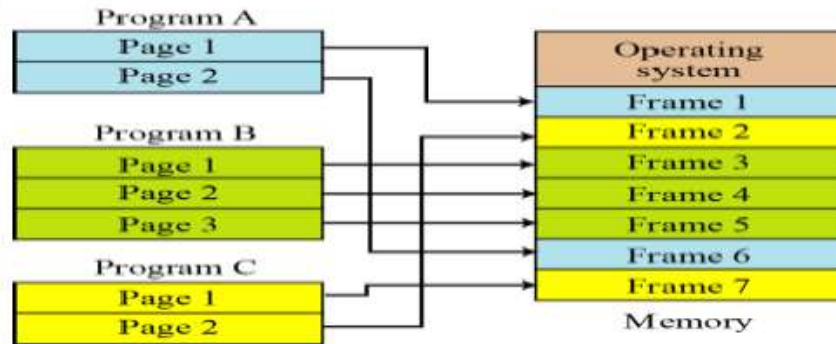 Program A
Page 1
Page 2
Program B
Page 1
Page 2
Page 3
Program C
Page 1
Page 2
Operating
system
Frame 1
Frame 2
Frame 3
Frame 4
Frame 5
Frame 6
Frame 7
Memory